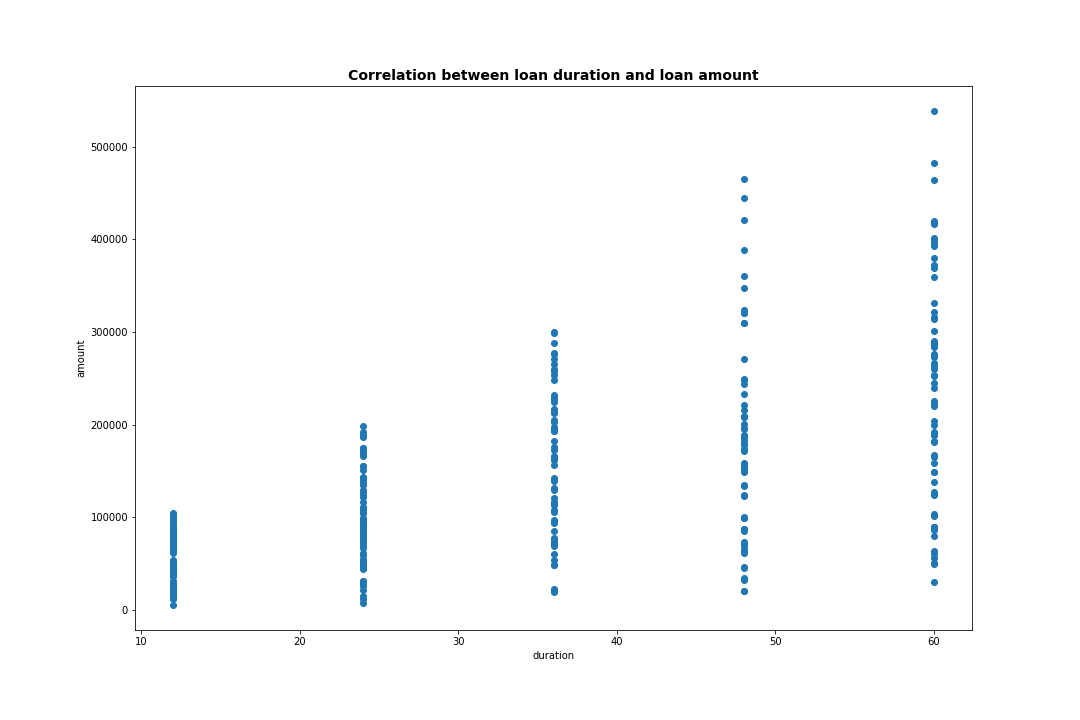 Correlation between loan duration and loan amount
500000
400000
300000
200000
100000
0
amount
10 20 30 40 50 60
duration